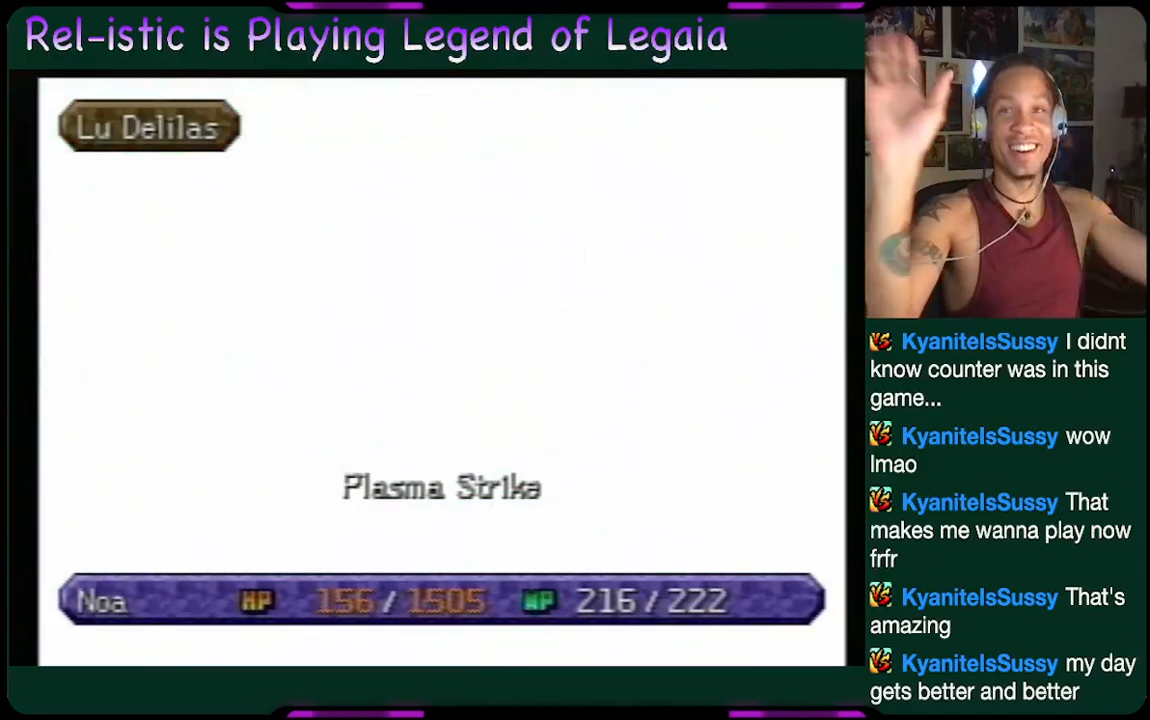 Rel-istic is Playing Legend of Legaia
Lu Delilas
Plasma Strike
Noa HP 156 / 1505 MP 216 / 222
KyaniteIsSussy I didnt
know counter was in this
game...
KyaniteIsSussy wow
lmao
KyaniteIsSussy That
makes me wanna play now
frfr
KyaniteIsSussy That's
amazing
KyaniteIsSussy my day
gets better and better